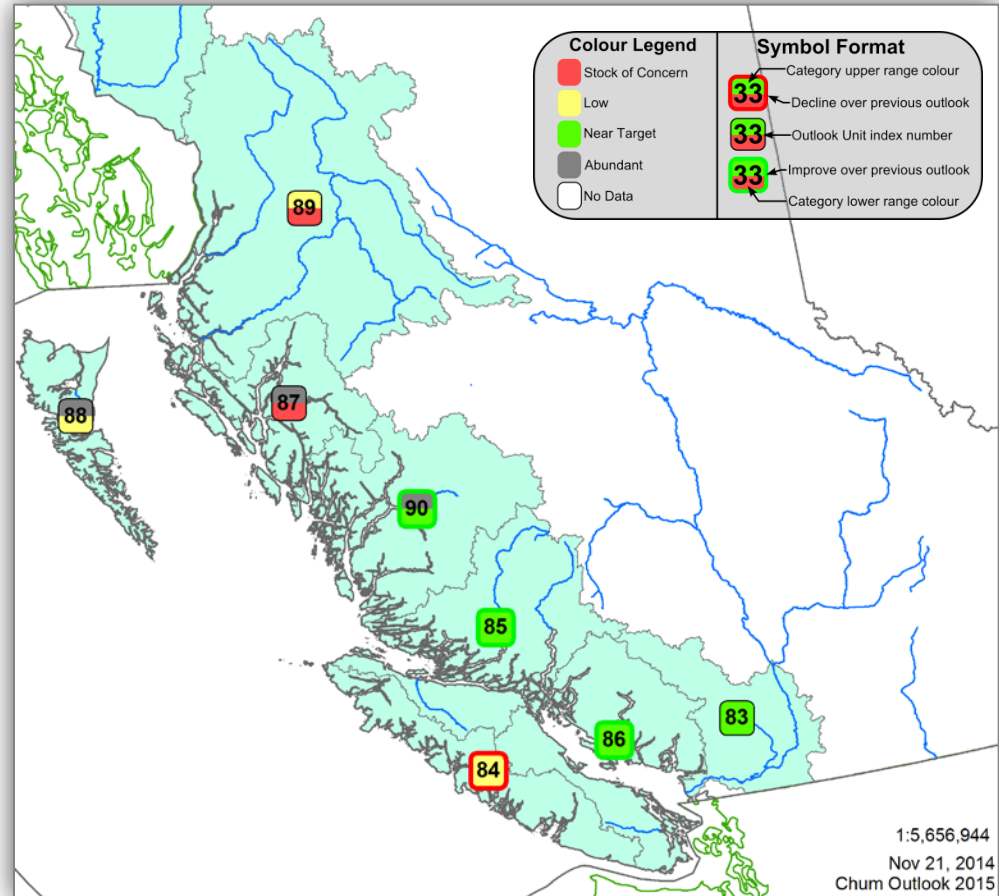 Colour Legend
Stock of Concern
Low
Near Target
Abundant
No Data
Symbol Format
Category upper range colour
33
Decline over previous outlook
33
Outlook Unit index number
33
Improve over previous outlook
Category lower range colour
89
87
88
90
85
83
86
84
1:5,656,944
Nov 21, 2014
Chum Outlook 2015